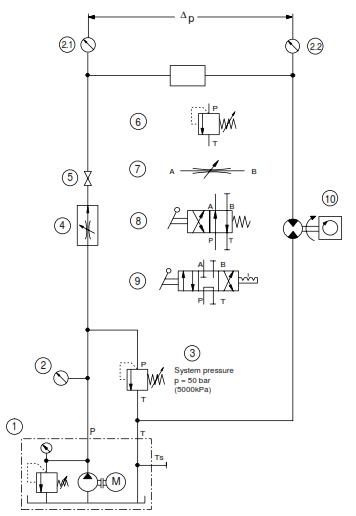 Δp
2.1
2.2
6
P
T
7
A
B
5
8
A
B
P
T
10
4
9
A
B
P
T
3
System pressure
p = 50 bar
(5000kPa)
2
P
T
1
P
T
Ts
M